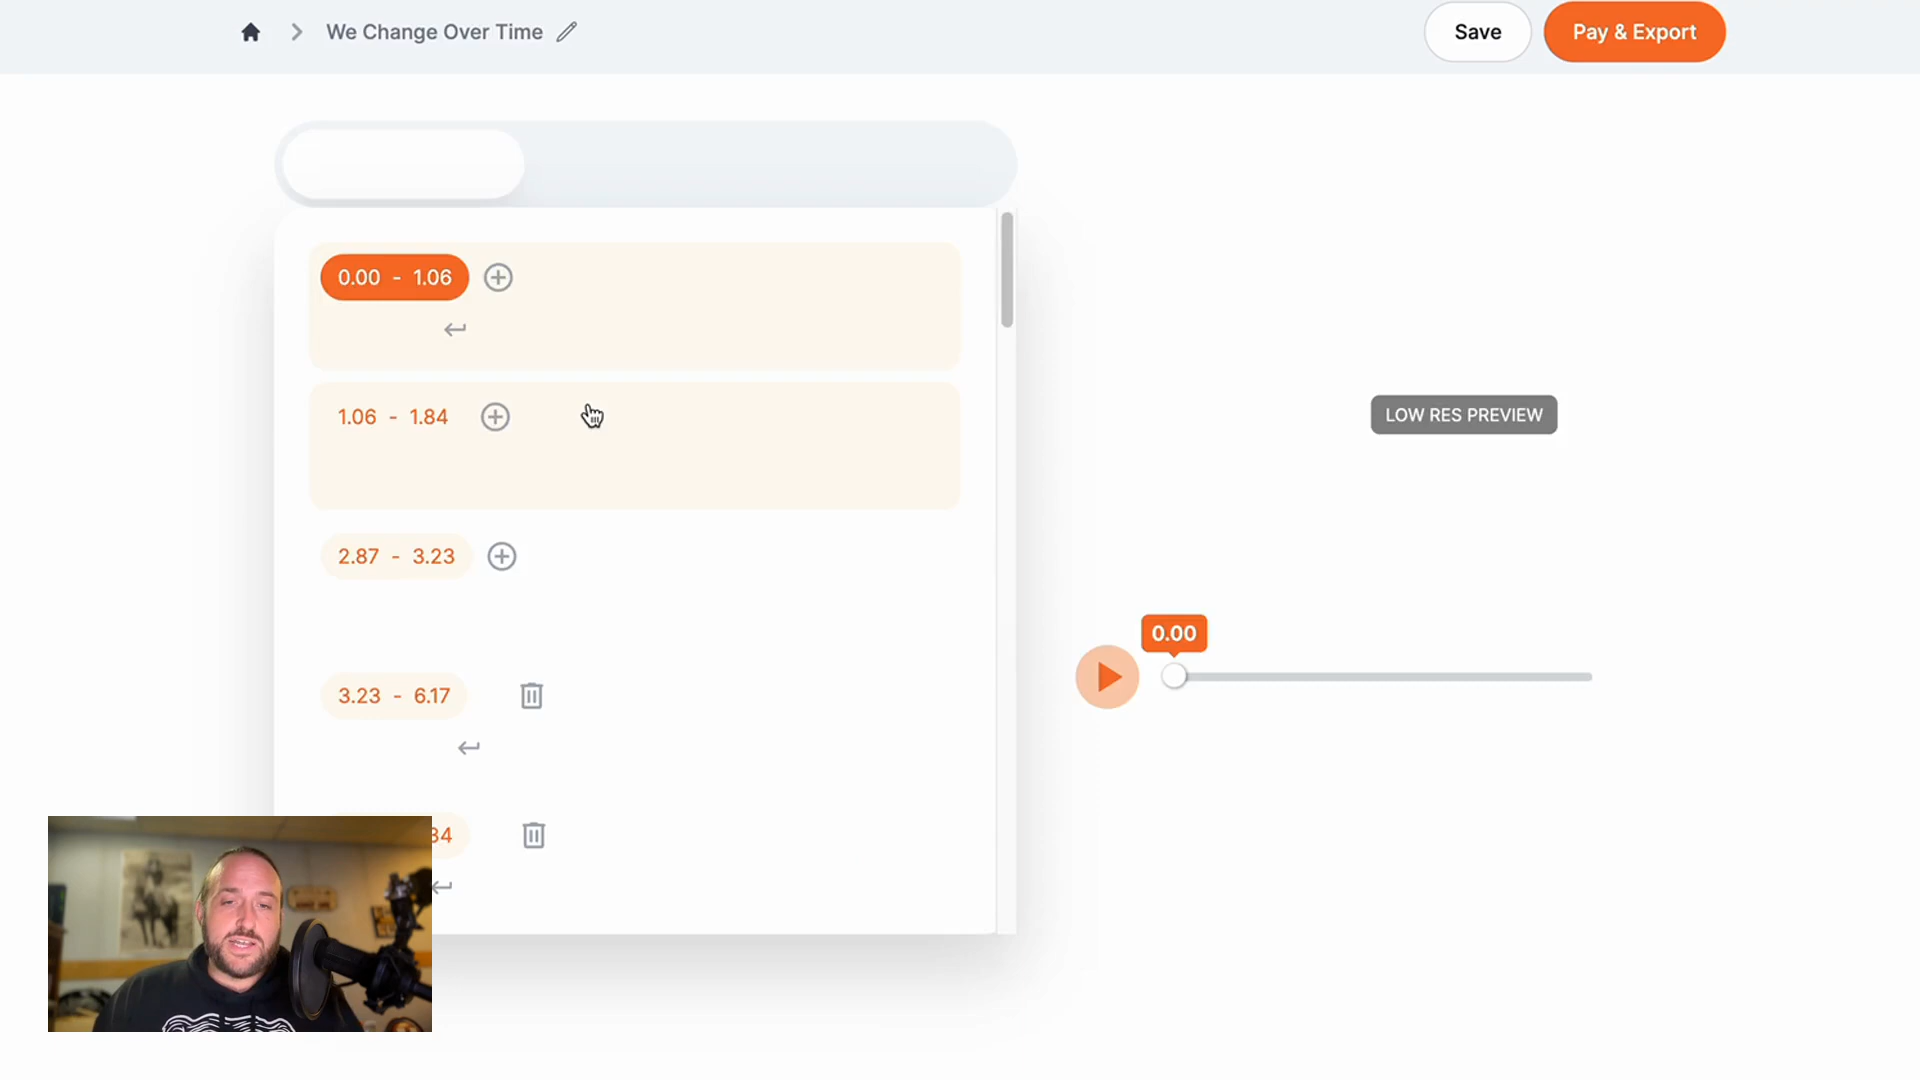 We Change Over Time
Save
Pay & Export
0.00 - 1.06
1.06 - 1.84
LOW RES PREVIEW
2.87 - 3.23
0.00
3.23 - 6.17
34